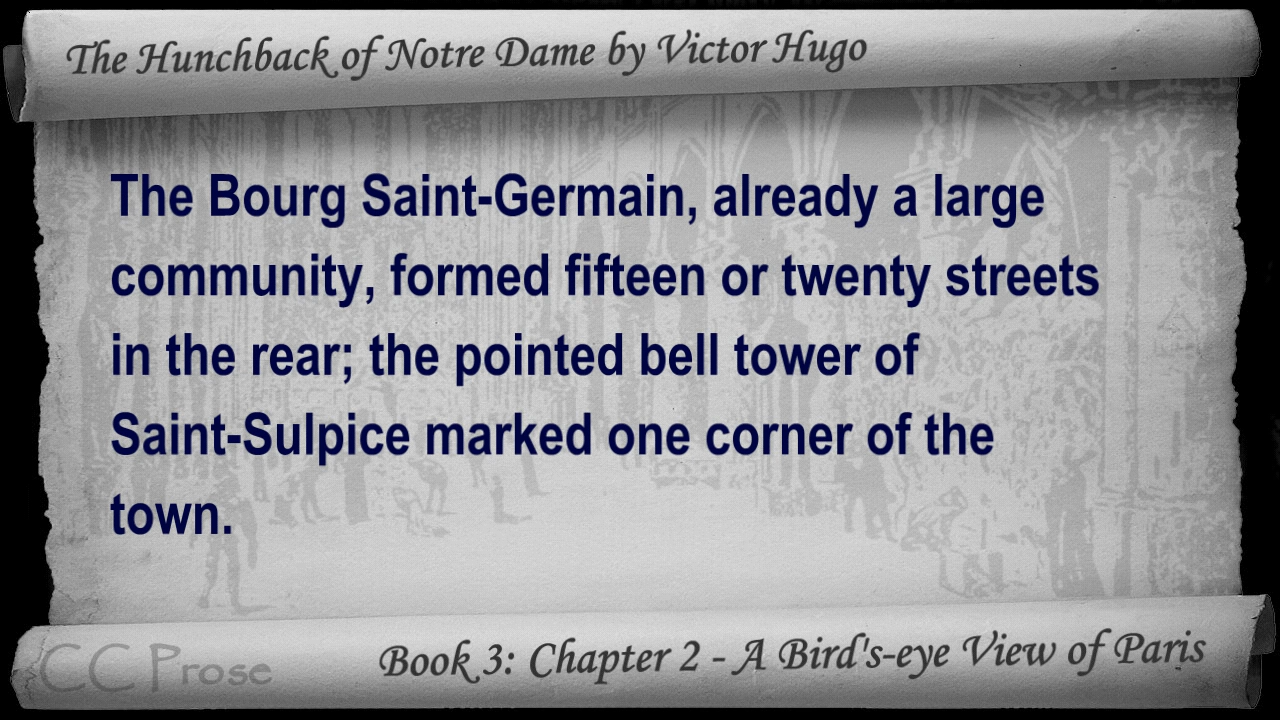 The Hunchback of Notre Dame by Victor Hugo
The Bourg Saint-Germain, already a large
community, formed fifteen or twenty streets
in the rear; the pointed bell tower of
Saint-Sulpice marked one corner of the
town.
CC Prose
Book 3: Chapter 2 - A Bird's-eye View of Paris